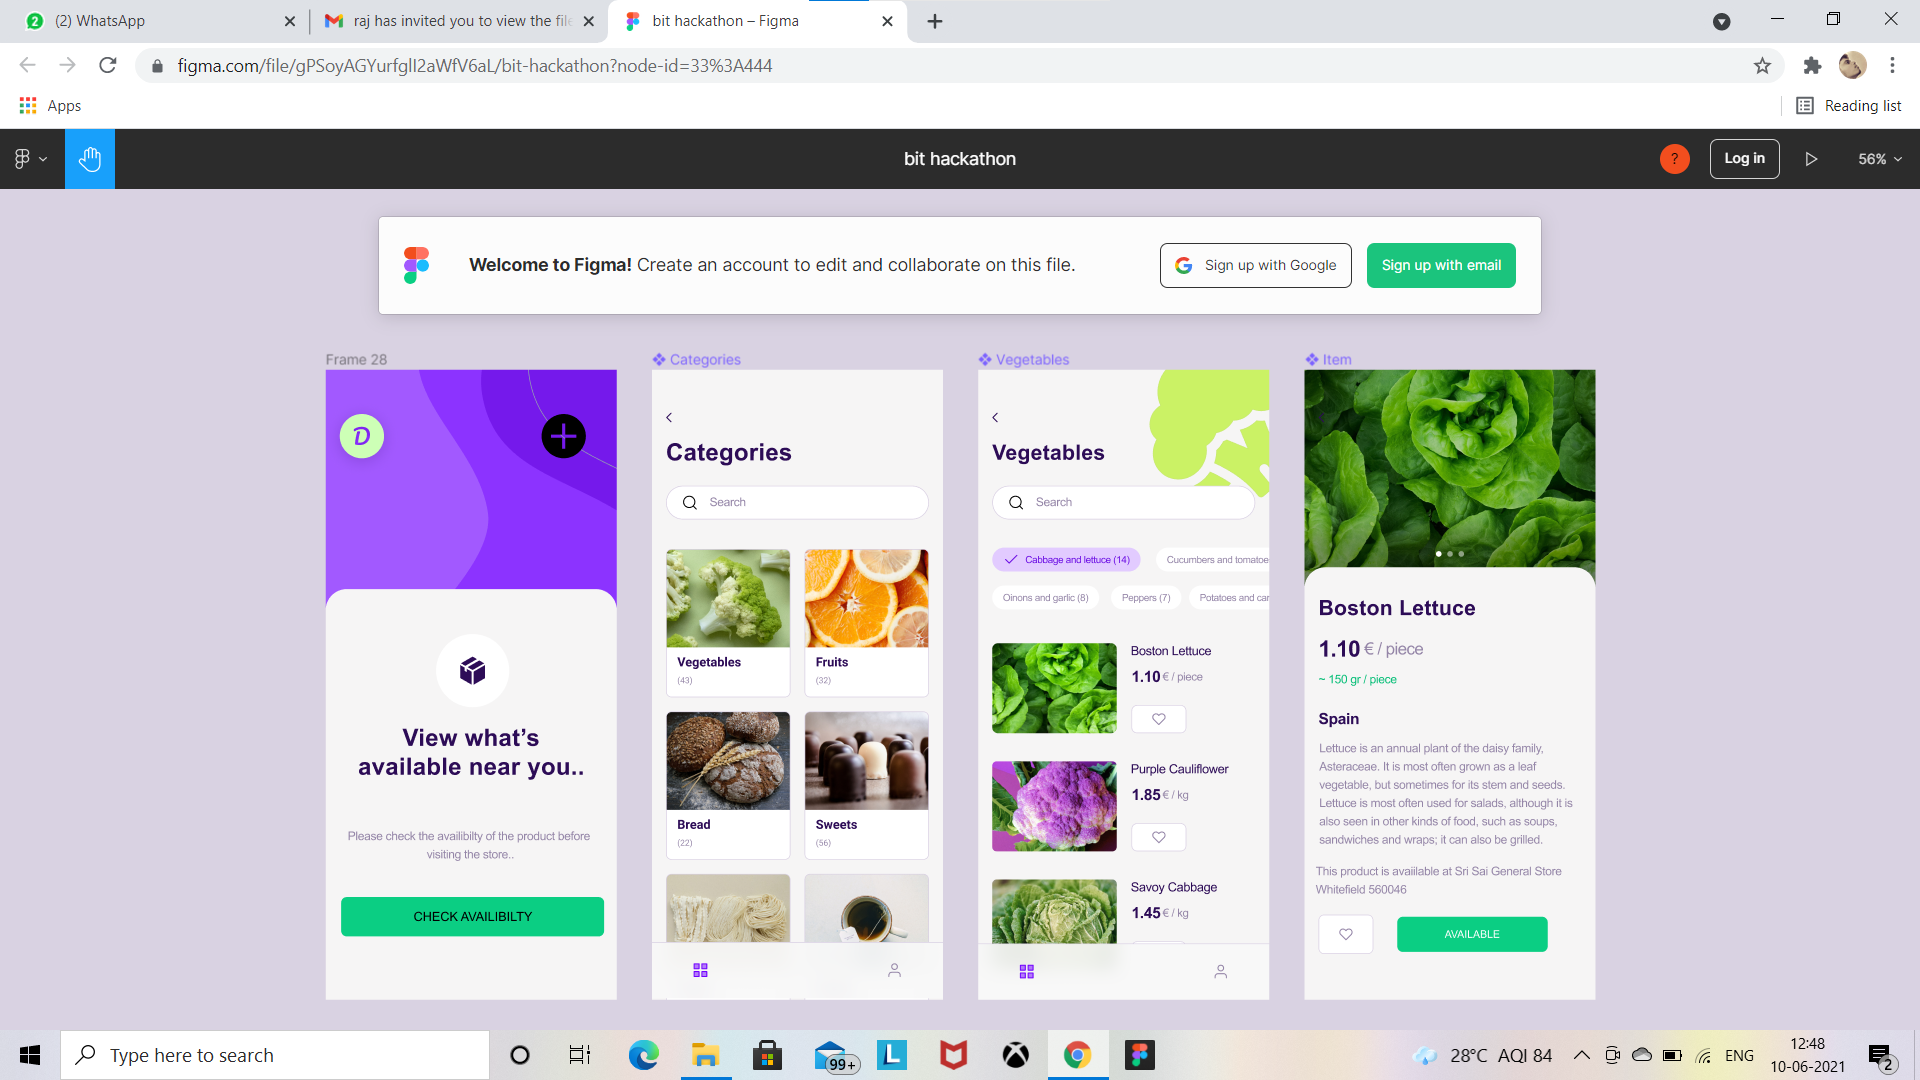 (2) WhatsApp
raj has invited you to view the file
bit hackathon – Figma
figma.com/file/gPSoyAGYurfglI2aWfV6aL/bit-hackathon?node-id=33%3A444
Apps
Reading list
bit hackathon
?
Log in
56%
Welcome to Figma! Create an account to edit and collaborate on this file.
Sign up with Google
Sign up with email
Frame 28
D
View what's
available near you..
Please check the availibilty of the product before
visiting the store..
CHECK AVAILIBILTY
Categories
Categories
Search
Vegetables
(43)
Fruits
(32)
Bread
(22)
Sweets
(56)
Vegetables
Vegetables
Search
Cabbage and lettuce (14)
Cucumbers and tomatoe
Oinons and garlic (8)
Peppers (7)
Potatoes and car
Boston Lettuce
1.10 € / piece
Purple Cauliflower
1.85 € / kg
Savoy Cabbage
1.45 € / kg
Item
Boston Lettuce
1.10 € / piece
~ 150 gr / piece
Spain
Lettuce is an annual plant of the daisy family,
Asteraceae. It is most often grown as a leaf
vegetable, but sometimes for its stem and seeds.
Lettuce is most often used for salads, although it is
also seen in other kinds of food, such as soups,
sandwiches and wraps; it can also be grilled.
This product is avaiilable at Sri Sai General Store
Whitefield 560046
AVAILABLE
Type here to search
99+
L
28°C AQI 84
ENG
12:48
10-06-2021
2